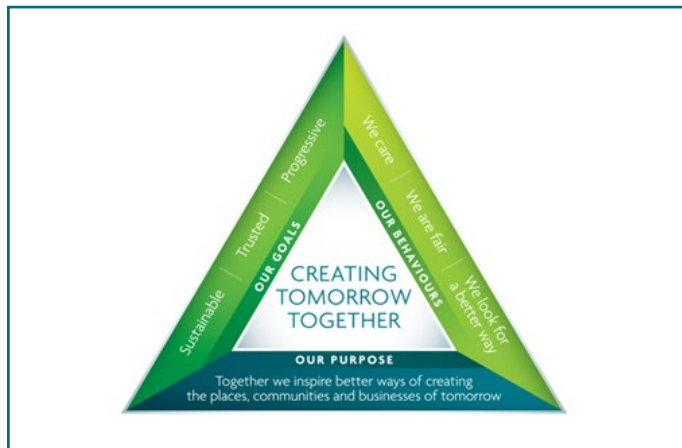 Progressive
Trusted
Sustainable
OUR GOALS
We care
We are fair
We look for
a better way
OUR BEHAVIOURS
CREATING
TOMORROW
TOGETHER
OUR PURPOSE
Together we inspire better ways of creating
the places, communities and businesses of tomorrow